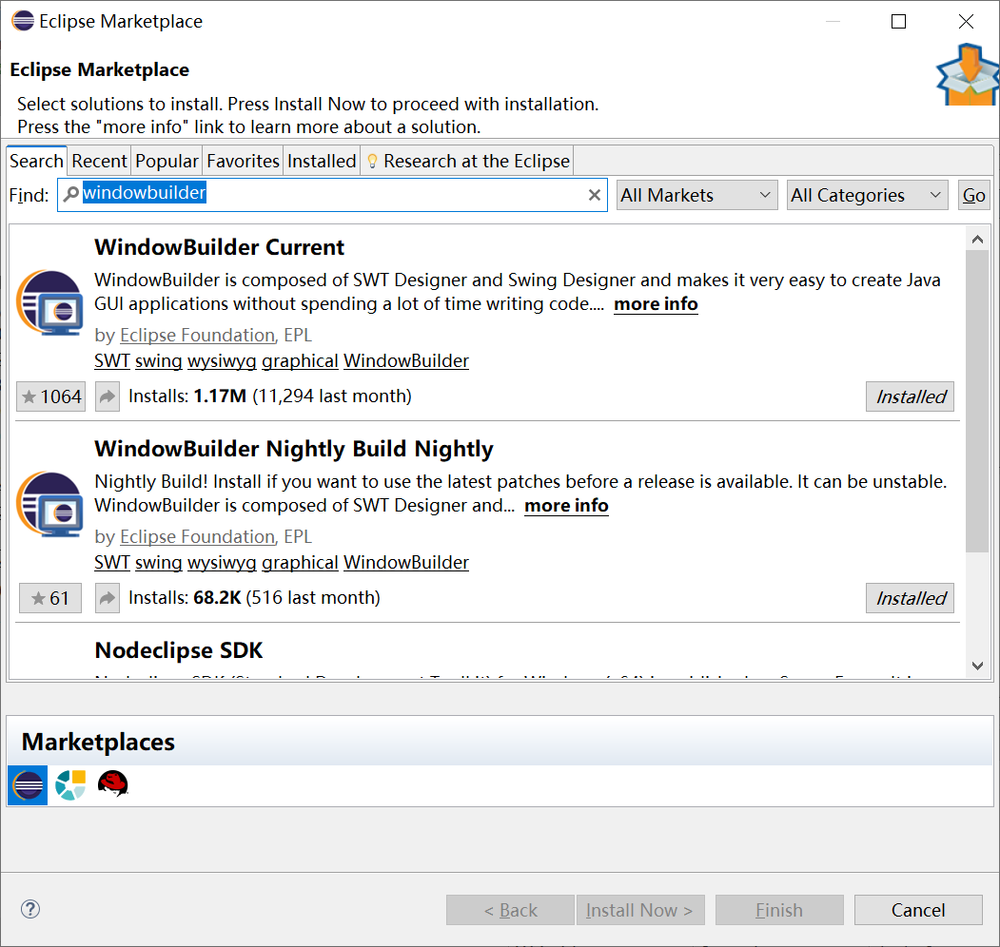 Eclipse Marketplace
Eclipse Marketplace
Select solutions to install. Press Install Now to proceed with installation.
Press the "more info" link to learn more about a solution.
Search Recent Popular Favorites Installed Research at the Eclipse
Find: windowbuilder All Markets All Categories Go
WindowBuilder Current
WindowBuilder is composed of SWT Designer and Swing Designer and makes it very easy to create Java
GUI applications without spending a lot of time writing code.... more info
by Eclipse Foundation, EPL
SWT swing wysiwyg graphical WindowBuilder
1064 Installs: 1.17M (11,294 last month) Installed
WindowBuilder Nightly Build Nightly
Nightly Build! Install if you want to use the latest patches before a release is available. It can be unstable.
WindowBuilder is composed of SWT Designer and... more info
by Eclipse Foundation, EPL
SWT swing wysiwyg graphical WindowBuilder
61 Installs: 68.2K (516 last month) Installed
Nodeclipse SDK
Marketplaces
? < Back Install Now > Finish Cancel